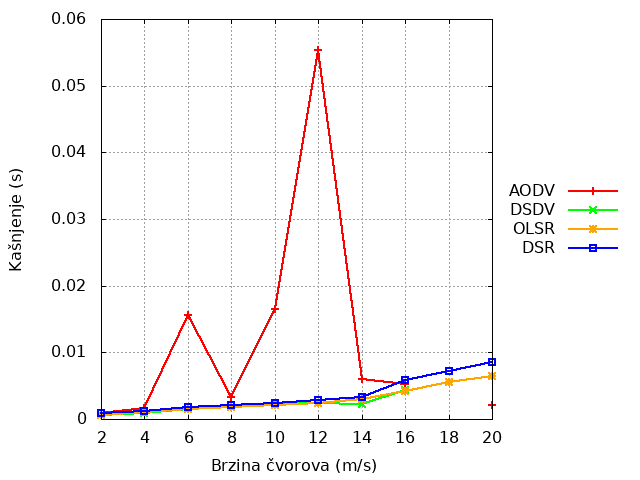 0.06
0.05
0.04
0.03
0.02
0.01
0
Kašnjenje (s)
2 4 6 8 10 12 14 16 18 20
Brzina čvorova (m/s)
AODV
DSDV
OLSR
DSR